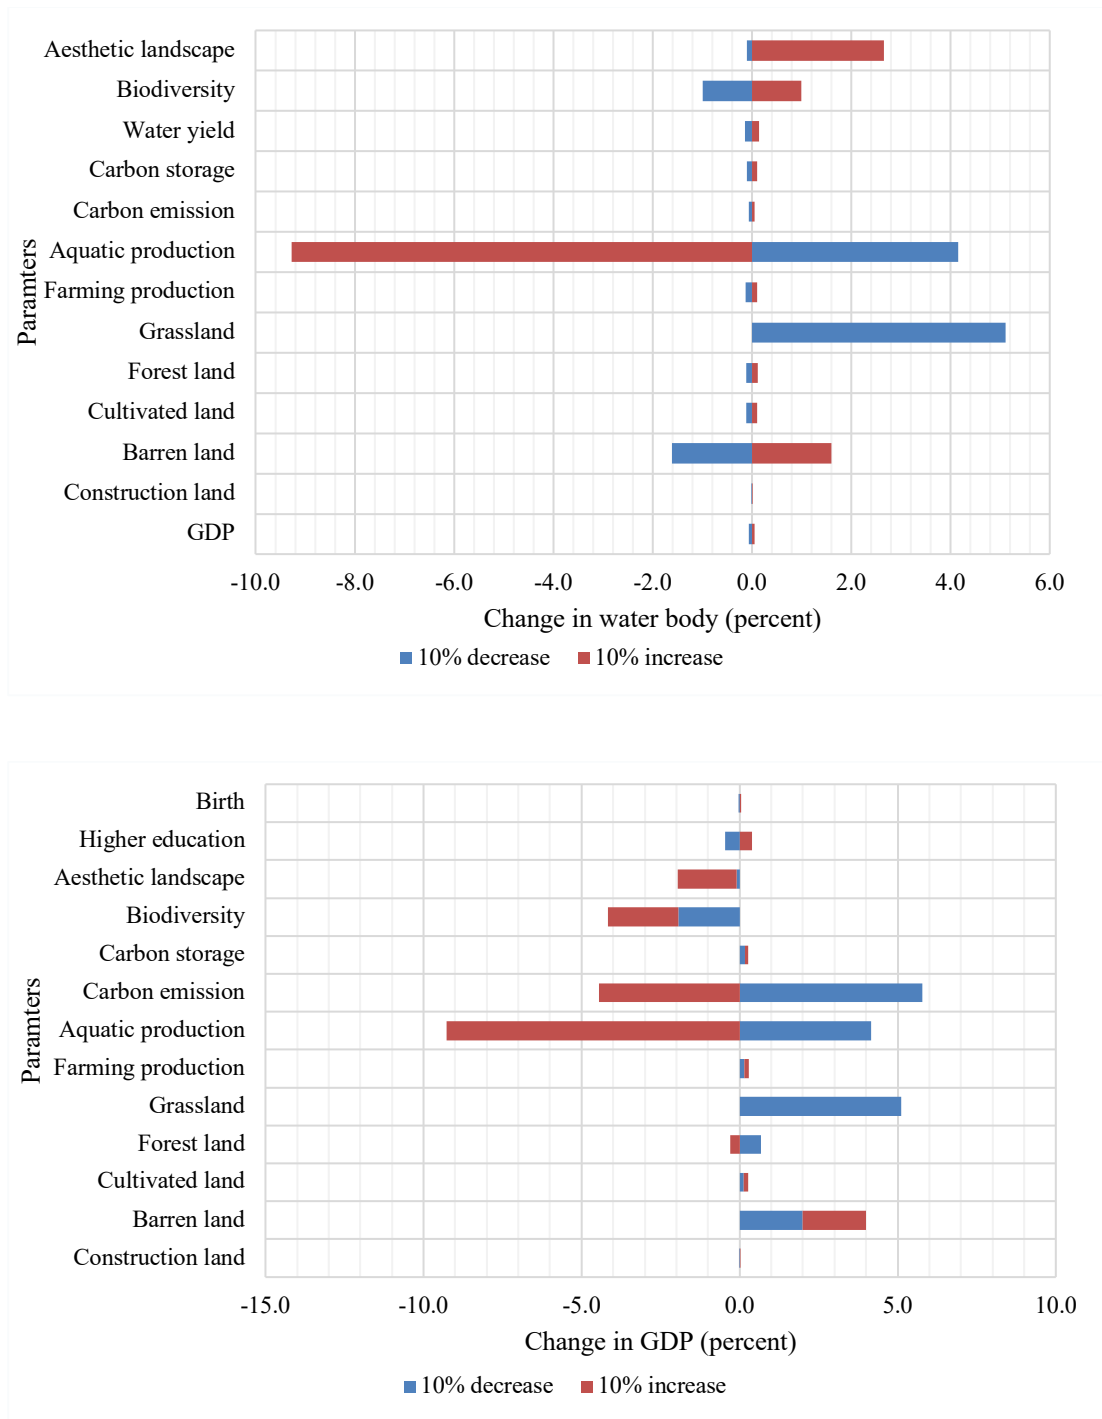 Aesthetic landscape
Biodiversity
Water yield
Carbon storage
Carbon emission
Aquatic production
Farming production
Grassland
Forest land
Cultivated land
Barren land
Construction land
GDP
Paramters
-10.0 -8.0 -6.0 -4.0 -2.0 0.0 2.0 4.0 6.0
Change in water body (percent)
10% decrease 10% increase
Birth
Higher education
Aesthetic landscape
Biodiversity
Carbon storage
Carbon emission
Aquatic production
Farming production
Grassland
Forest land
Cultivated land
Barren land
Construction land
Paramters
-15.0 -10.0 -5.0 0.0 5.0 10.0
Change in GDP (percent)
10% decrease 10% increase